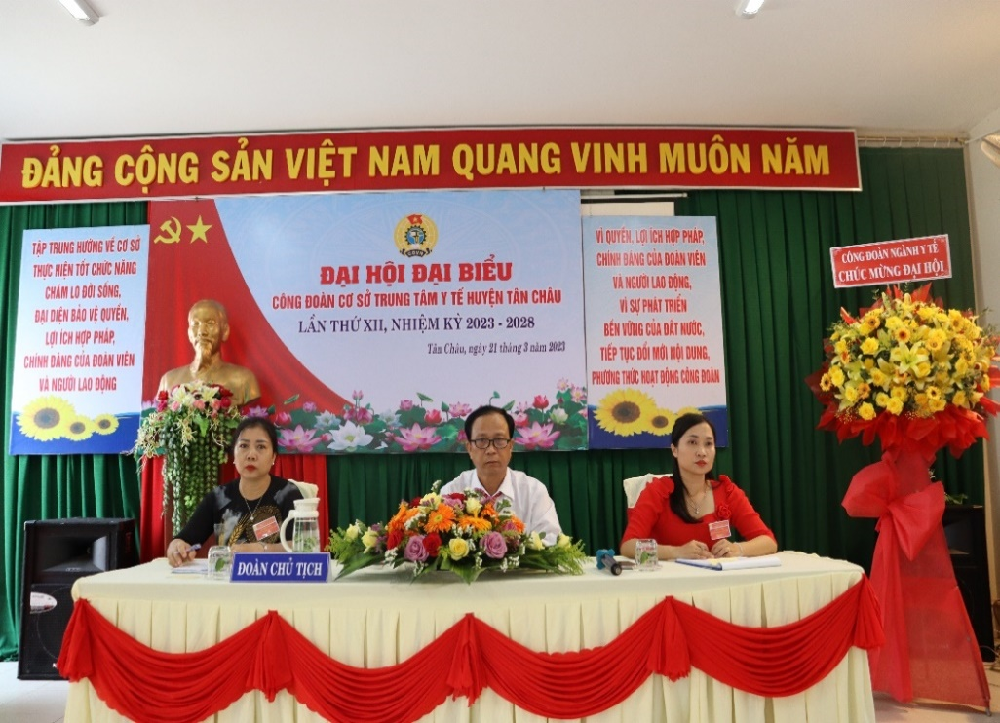 ĐẢNG CỘNG SẢN VIỆT NAM QUANG VINH MUÔN NĂM
TẬP TRUNG HƯỚNG VỀ CƠ SỞ
THỰC HIỆN TỐT CHỨC NĂNG
CHĂM LO ĐỜI SỐNG,
ĐẠI DIỆN BẢO VỆ QUYỀN,
LỢI ÍCH HỢP PHÁP,
CHÍNH ĐÁNG CỦA ĐOÀN VIÊN
VÀ NGƯỜI LAO ĐỘNG
ĐẠI HỘI ĐẠI BIỂU
CÔNG ĐOÀN CƠ SỞ TRUNG TÂM Y TẾ HUYỆN TÂN CHÂU
LẦN THỨ XII, NHIỆM KỲ 2023 - 2028
Tân Châu, ngày 21 tháng 3 năm 2023
VÌ QUYỀN, LỢI ÍCH HỢP PHÁP,
CHÍNH ĐÁNG CỦA ĐOÀN VIÊN
VÀ NGƯỜI LAO ĐỘNG,
VÌ SỰ PHÁT TRIỂN
BỀN VỮNG CỦA ĐẤT NƯỚC,
TIẾP TỤC ĐỔI MỚI NỘI DUNG,
PHƯƠNG THỨC HOẠT ĐỘNG CÔNG ĐOÀN
CÔNG ĐOÀN NGÀNH Y TẾ
CHÚC MỪNG ĐẠI HỘI
ĐOÀN CHỦ TỊCH